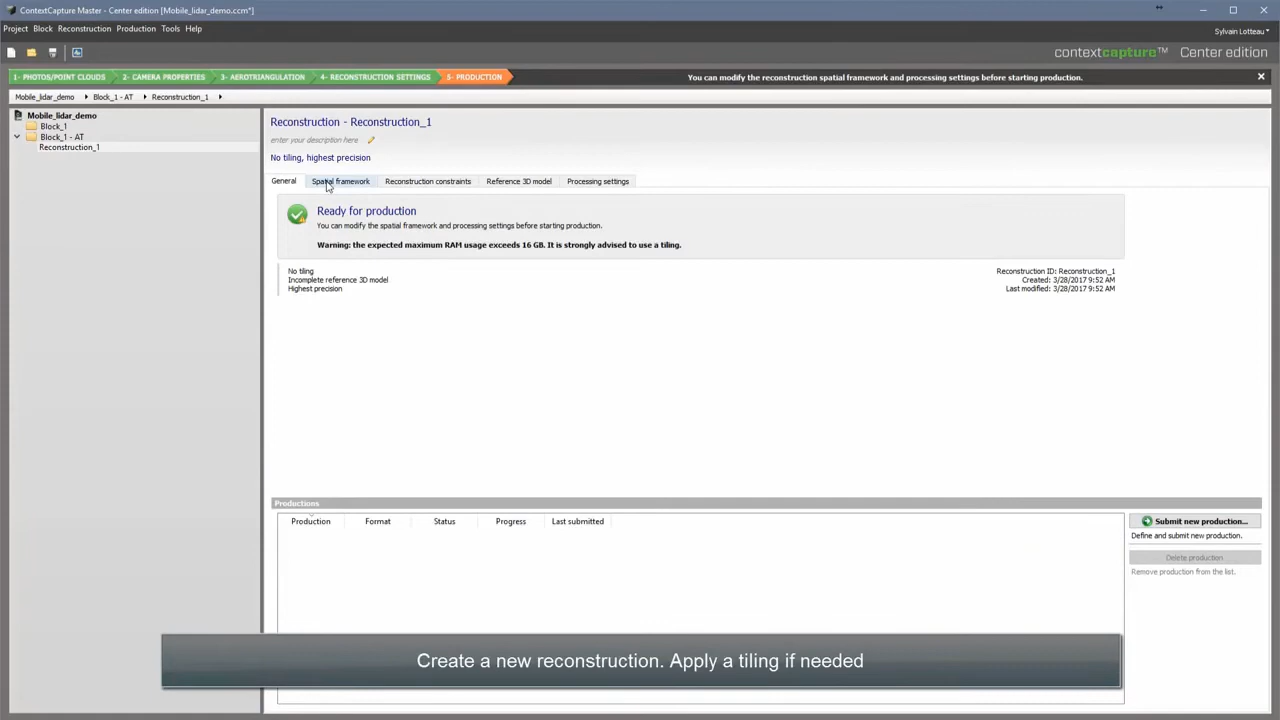 ContextCapture Master - Center edition [Mobile_lidar_demo.ccm*]
Project Block Reconstruction Production Tools Help
Sylvain Lotteau
contextcapture™ Center edition
1- PHOTOS/POINT CLOUDS 2- CAMERA PROPERTIES 3- AEROTRIANGULATION 4- RECONSTRUCTION SETTINGS 5- PRODUCTION You can modify the reconstruction spatial framework and processing settings before starting production.
Mobile_lidar_demo Block_1 - AT Reconstruction_1
Mobile_lidar_demo
Block_1
Block_1 - AT
Reconstruction_1
Reconstruction - Reconstruction_1
enter your description here
No tiling, highest precision
General Spatial framework Reconstruction constraints Reference 3D model Processing settings
Ready for production
You can modify the spatial framework and processing settings before starting production.
Warning: the expected maximum RAM usage exceeds 16 GB. It is strongly advised to use a tiling.
No tiling
Incomplete reference 3D model
Highest precision
Reconstruction ID: Reconstruction_1
Created: 3/28/2017 9:52 AM
Last modified: 3/28/2017 9:52 AM
Productions
Production Format Status Progress Last submitted
Submit new production...
Define and submit new production.
Delete production
Remove production from the list.
Create a new reconstruction. Apply a tiling if needed